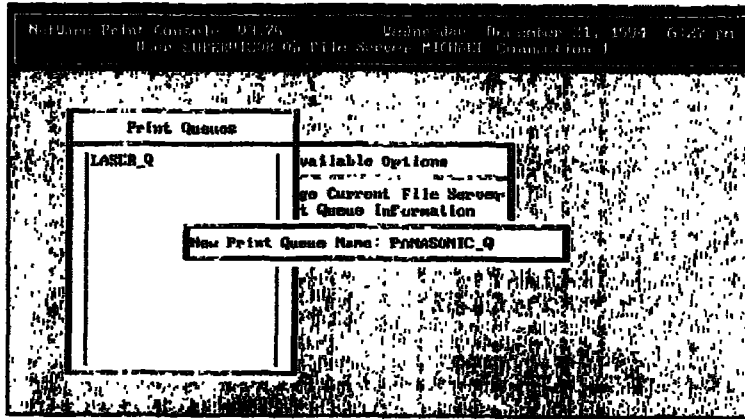 NetWare Print Console V3.76 Wednesday December 21, 1994 6:27 pm
User SUPERVISOR On File Server MICHAEL Connection 1
Print Queues
LASER_Q
vailable Options
ge Current File Server
t Queue Information
New Print Queue Name: PANASONIC_Q